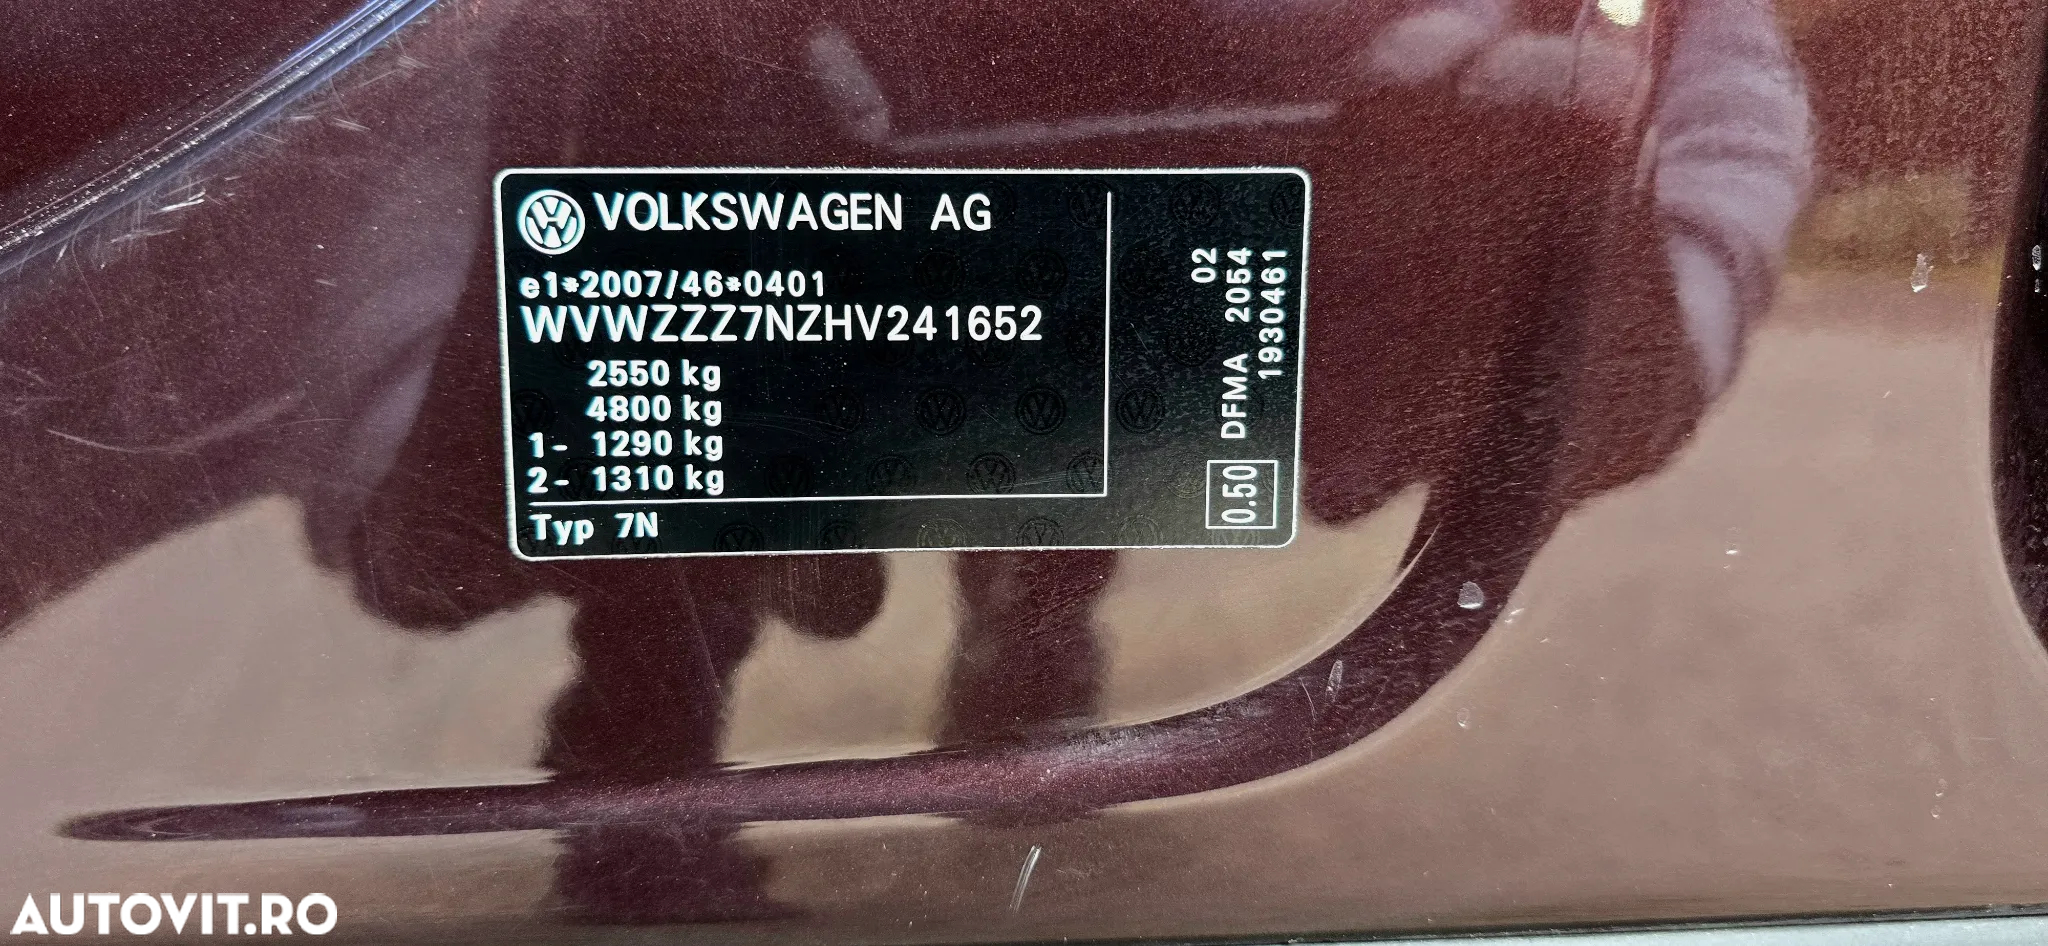 VOLKSWAGEN AG
e1*2007/46*0401
WVWZZZ7NZHV241652
2550 kg
4800 kg
1- 1290 kg
2- 1310 kg
Typ 7N
02
DFMA 2054
1930461
0.50
AUTOVIT.RO